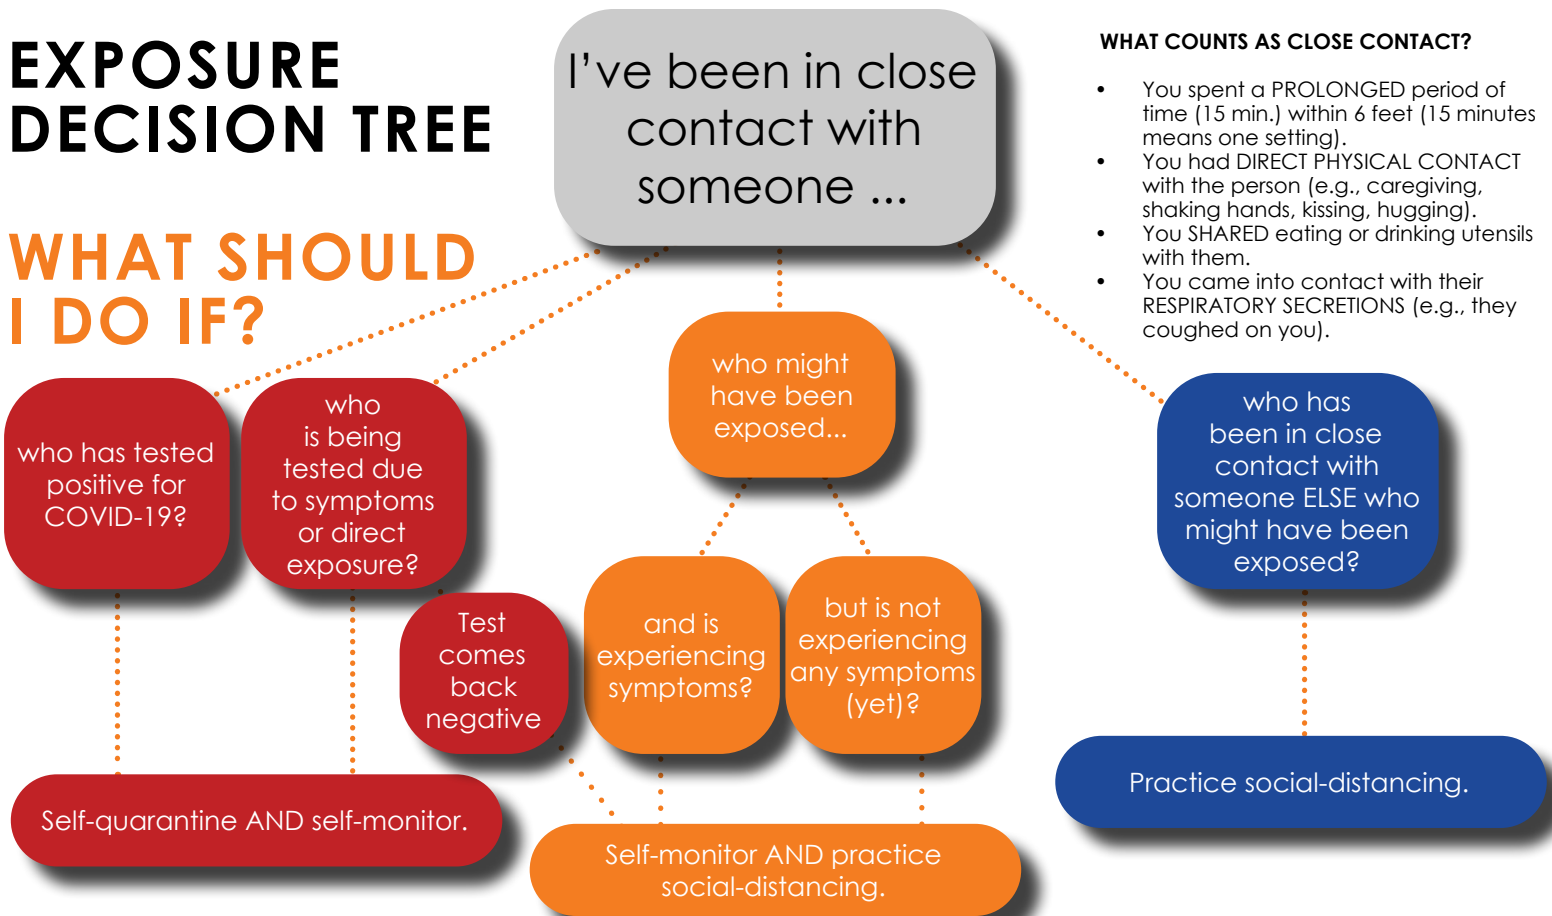 EXPOSURE
DECISION TREE
WHAT SHOULD
I DO IF?
I've been in close
contact with
someone ...
WHAT COUNTS AS CLOSE CONTACT?
• You spent a PROLONGED period of
time (15 min.) within 6 feet (15 minutes
means one setting).
• You had DIRECT PHYSICAL CONTACT
with the person (e.g., caregiving,
shaking hands, kissing, hugging).
• You SHARED eating or drinking utensils
with them.
• You came into contact with their
RESPIRATORY SECRETIONS (e.g., they
coughed on you).
who has tested
positive for
COVID-19?
who
is being
tested due
to symptoms
or direct
exposure?
who might
have been
exposed...
who has
been in close
contact with
someone ELSE who
might have been
exposed?
Test
comes
back
negative
and is
experiencing
symptoms?
but is not
experiencing
any symptoms
(yet)?
Self-quarantine AND self-monitor.
Self-monitor AND practice
social-distancing.
Practice social-distancing.